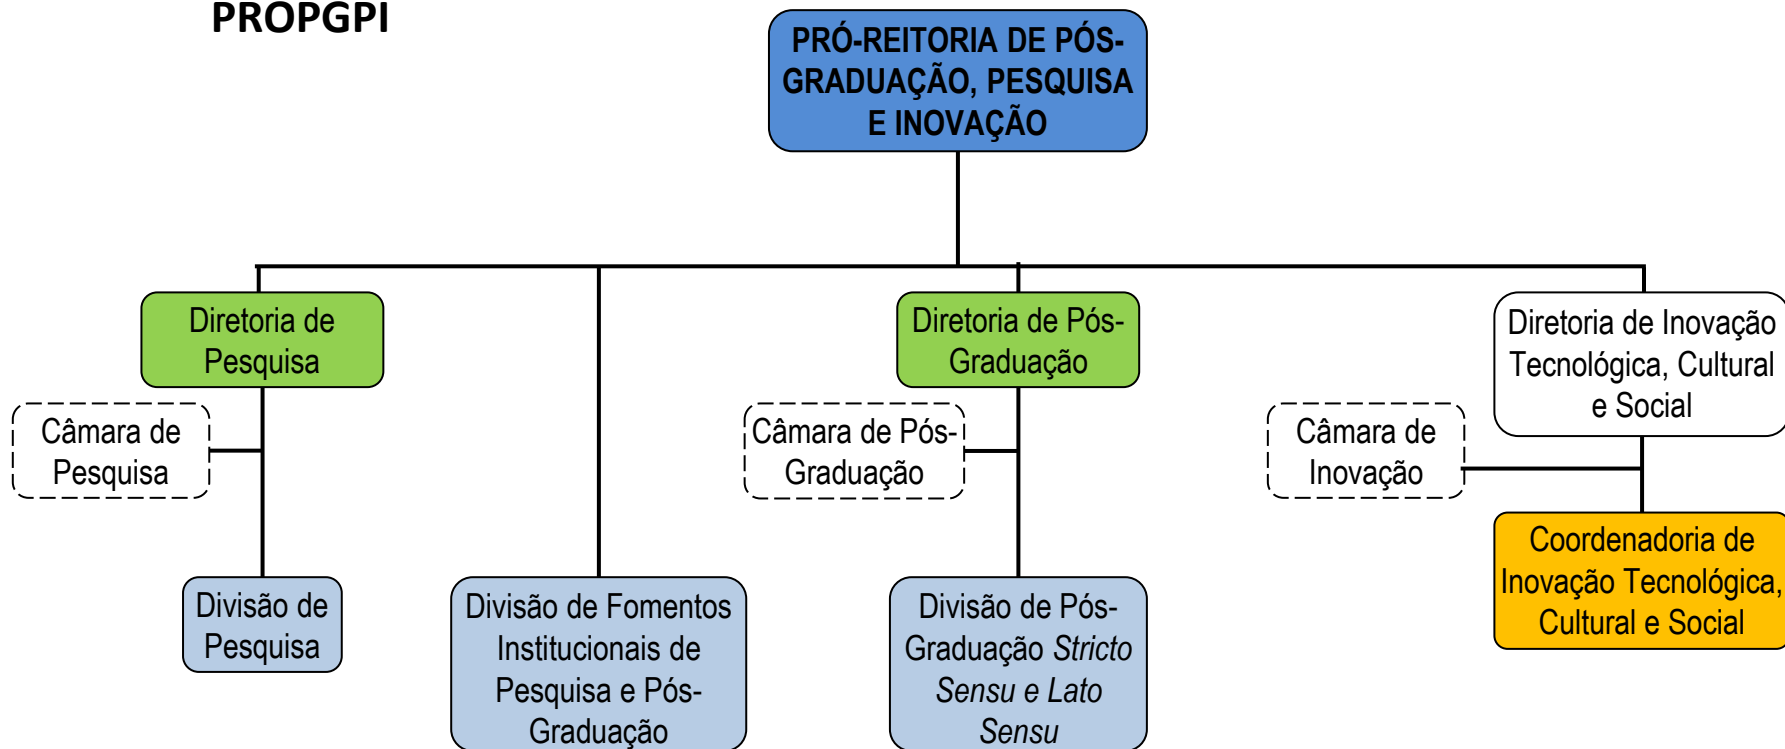 PROPGPI
PRÓ-REITORIA DE PÓS-
GRADUAÇÃO, PESQUISA
E INOVAÇÃO
Diretoria de
Pesquisa
Diretoria de Pós-
Graduação
Diretoria de Inovação
Tecnológica, Cultural
e Social
Câmara de
Pesquisa
Câmara de Pós-
Graduação
Câmara de
Inovação
Divisão de
Pesquisa
Divisão de Fomentos
Institucionais de
Pesquisa e Pós-
Graduação
Divisão de Pós-
Graduação Stricto
Sensu e Lato
Sensu
Coordenadoria de
Inovação Tecnológica,
Cultural e Social